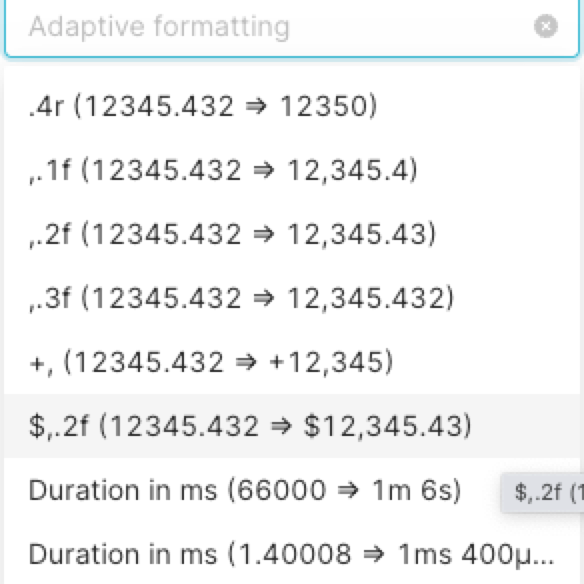 Adaptive formatting
.4r (12345.432 ⇒ 12350)
,.1f (12345.432 ⇒ 12,345.4)
,.2f (12345.432 ⇒ 12,345.43)
,.3f (12345.432 ⇒ 12,345.432)
+, (12345.432 ⇒ +12,345)
$,.2f (12345.432 ⇒ $12,345.43)
Duration in ms (66000 ⇒ 1m 6s)
$,.2f (1
Duration in ms (1.40008 ⇒ 1ms 400µ...